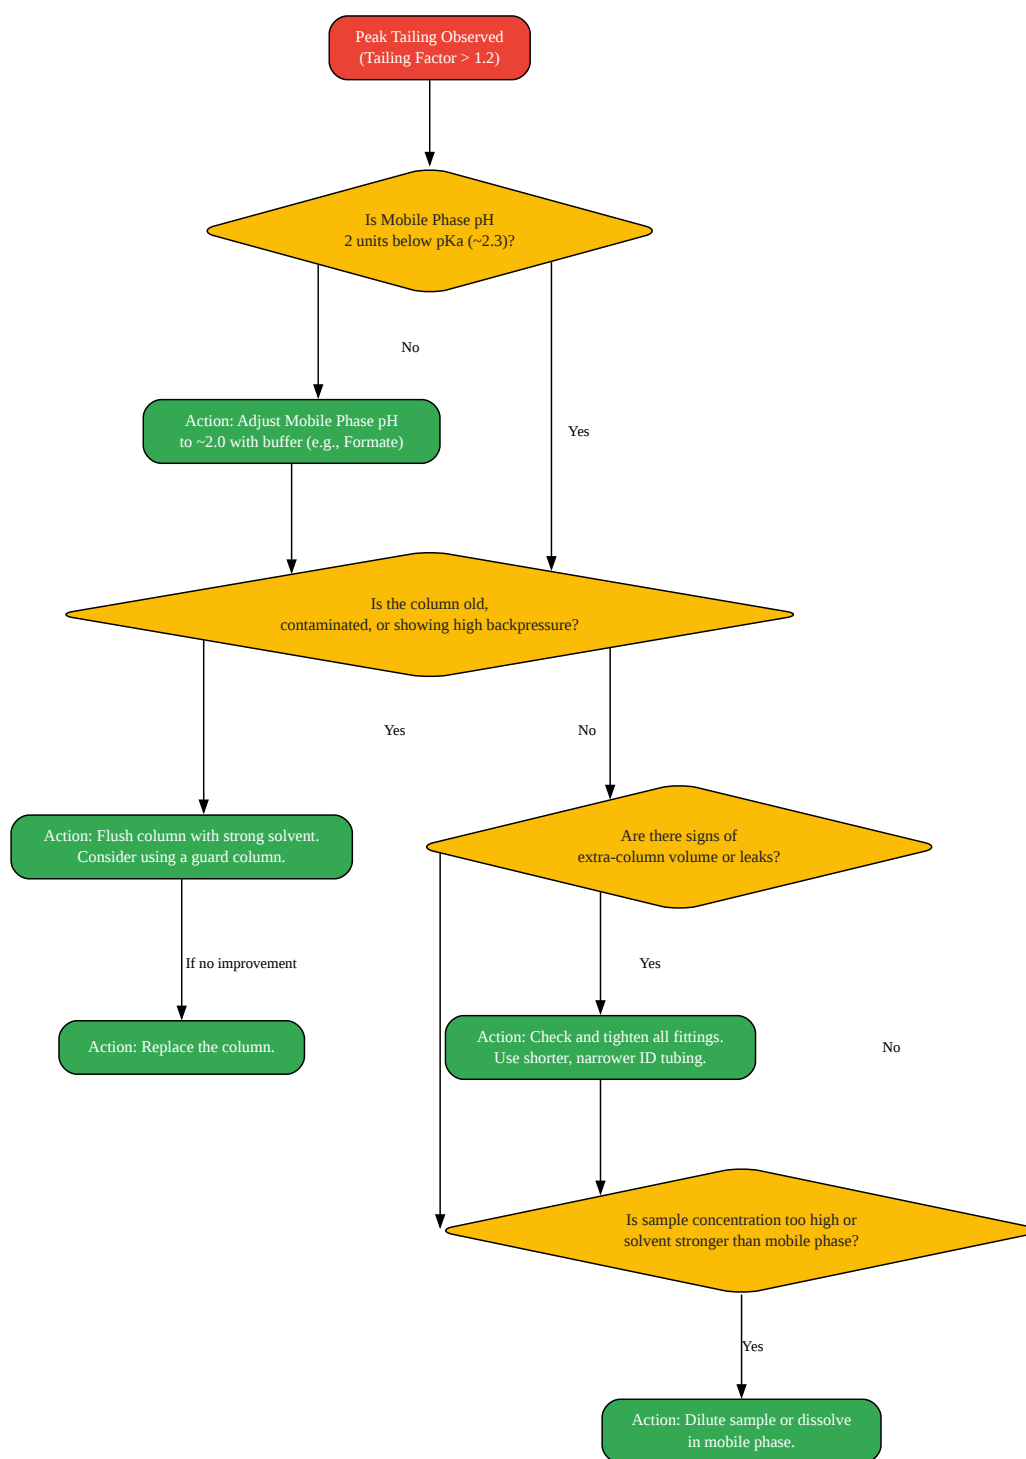 Peak Tailing Observed
(Tailing Factor > 1.2)
Is Mobile Phase pH
2 units below pKa (~2.3)?
No
Action: Adjust Mobile Phase pH
to ~2.0 with buffer (e.g., Formate)
Yes
Is the column old,
contaminated, or showing high backpressure?
Yes
No
Action: Flush column with strong solvent.
Consider using a guard column.
Are there signs of
extra-column volume or leaks?
If no improvement
Yes
Action: Replace the column.
Action: Check and tighten all fittings.
Use shorter, narrower ID tubing.
No
Is sample concentration too high or
solvent stronger than mobile phase?
Yes
Action: Dilute sample or dissolve
in mobile phase.